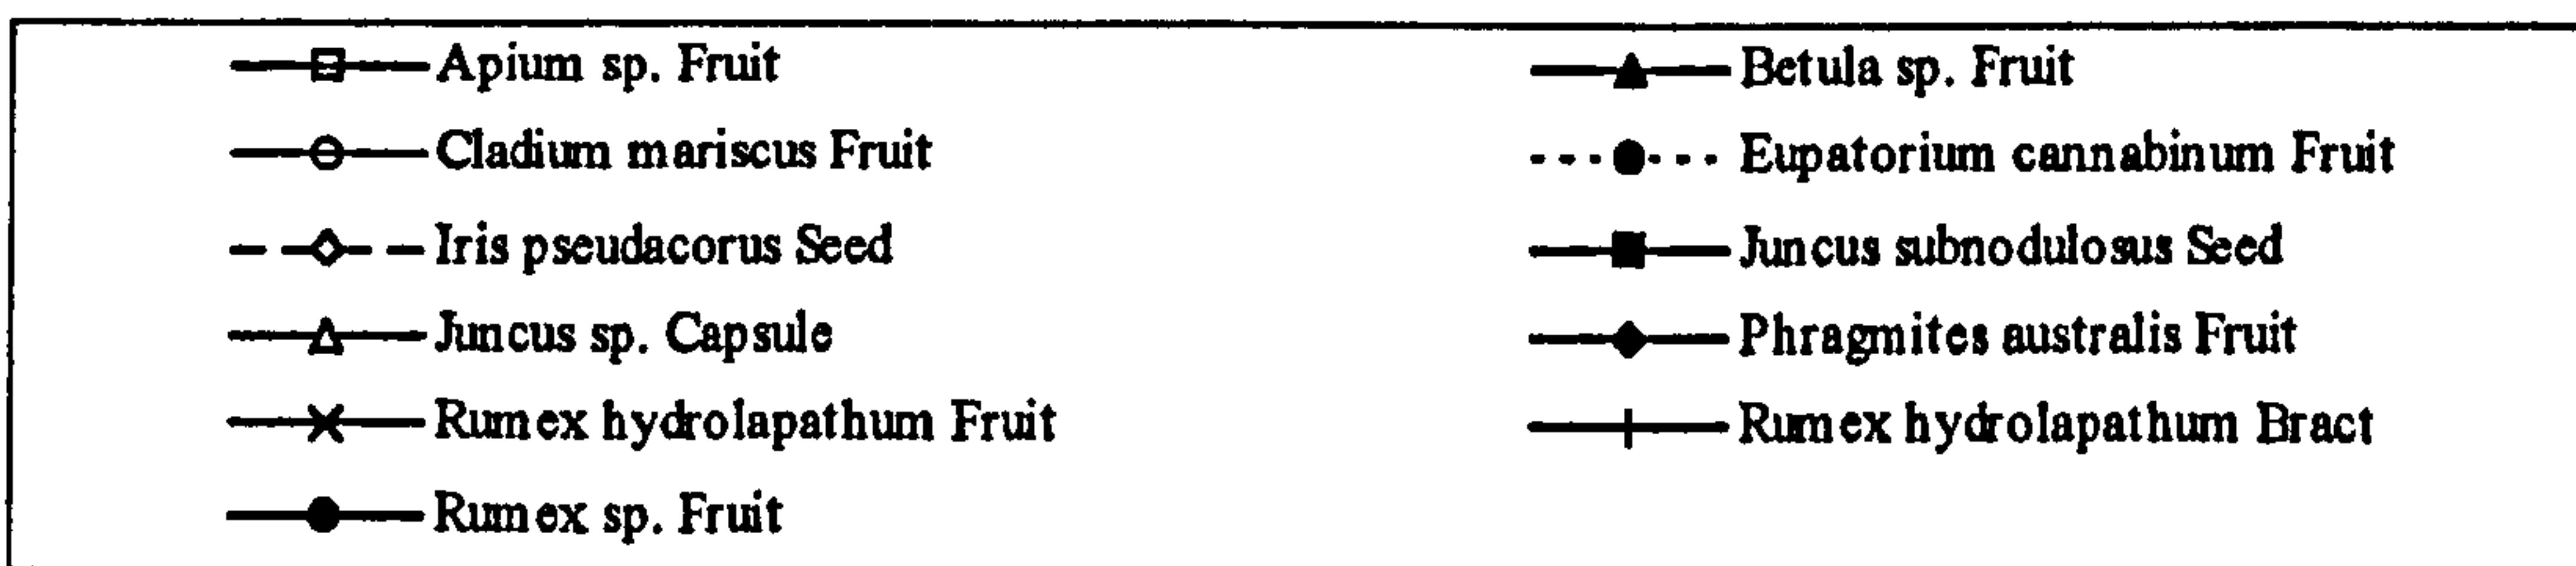 Apium sp. Fruit
Betula sp. Fruit
Cladium mariscus Fruit
Eupatorium cannabinum Fruit
Iris pseudacorus Seed
Juncus subnodulosus Seed
Juncus sp. Capsule
Phragmites australis Fruit
Rumex hydrolapathum Fruit
Rumex hydrolapathum Bract
Rumex sp. Fruit